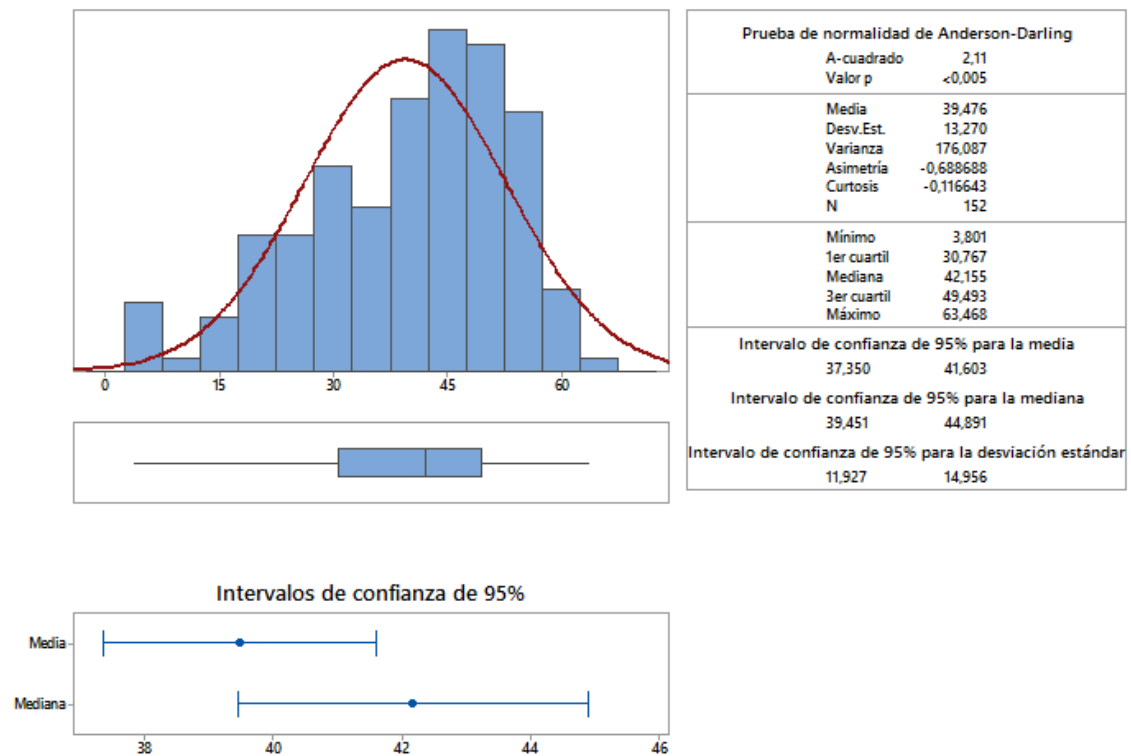 0 15 30 45 60
Prueba de normalidad de Anderson-Darling
A-cuadrado 2,11
Valor p <0,005
Media 39,476
Desv.Est. 13,270
Varianza 176,087
Asimetría -0,688688
Curtosis -0,116643
N 152
Mínimo 3,801
1er cuartil 30,767
Mediana 42,155
3er cuartil 49,493
Máximo 63,468
Intervalo de confianza de 95% para la media
37,350 41,603
Intervalo de confianza de 95% para la mediana
39,451 44,891
Intervalo de confianza de 95% para la desviación estándar
11,927 14,956
Intervalos de confianza de 95%
Media
Mediana
38 40 42 44 46